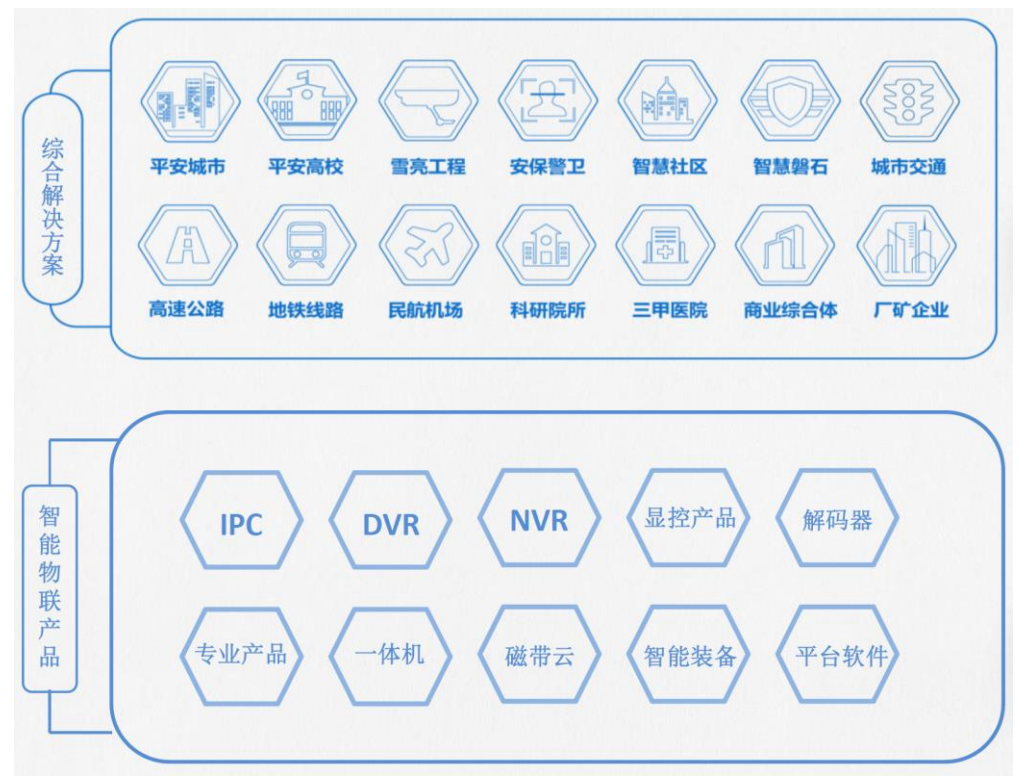 综合解决方案
平安城市 平安高校 雪亮工程 安保警卫 智慧社区 智慧磐石 城市交通
高速公路 地铁线路 民航机场 科研院所 三甲医院 商业综合体 厂矿企业
智能物联产品
IPC DVR NVR 显控产品 解码器
专业产品 一体机 磁带云 智能装备 平台软件